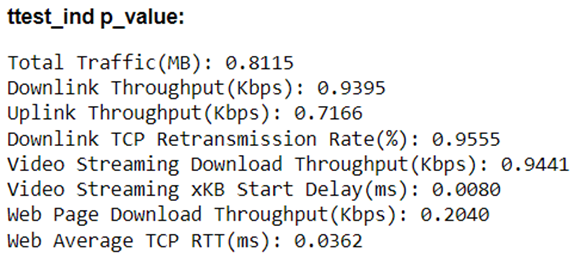 ttest_ind p_value:
Total Traffic(MB): 0.8115
Downlink Throughput(Kbps): 0.9395
Uplink Throughput(Kbps): 0.7166
Downlink TCP Retransmission Rate(%): 0.9555
Video Streaming Download Throughput(Kbps): 0.9441
Video Streaming xKB Start Delay(ms): 0.0080
Web Page Download Throughput(Kbps): 0.2040
Web Average TCP RTT(ms): 0.0362